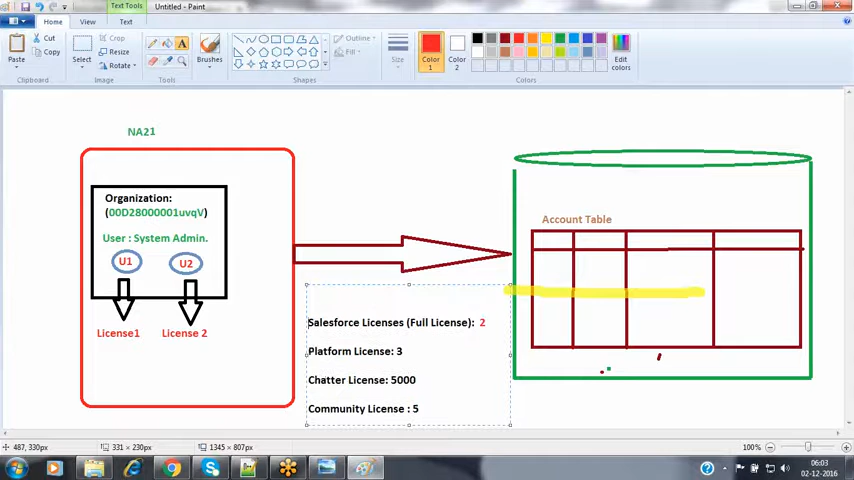 Text Tools
Untitled - Paint
Home
View
Text
Paste
Cut
Copy
Clipboard
Select
Crop
Resize
Rotate
Image
Tools
Brushes
Outline
Fill
Shapes
Size
Color 1
Color 2
Edit colors
Colors
NA21
Organization:
(00D28000001uvqV)
User : System Admin.
U1
U2
License1
License 2
Salesforce Licenses (Full License): 2
Platform License: 3
Chatter License: 5000
Community License : 5
Account Table
487, 330px
331 × 230px
1345 × 807px
100%
06:03
02-12-2016